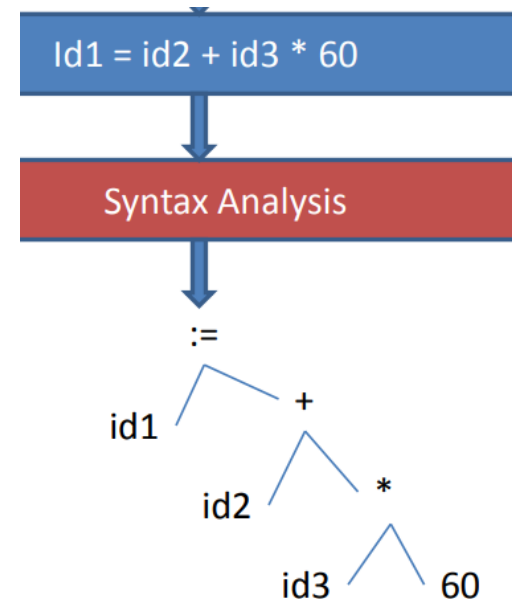 Id1 = id2 + id3 * 60
Syntax Analysis
:=
+
id1
*
id2
id3 60